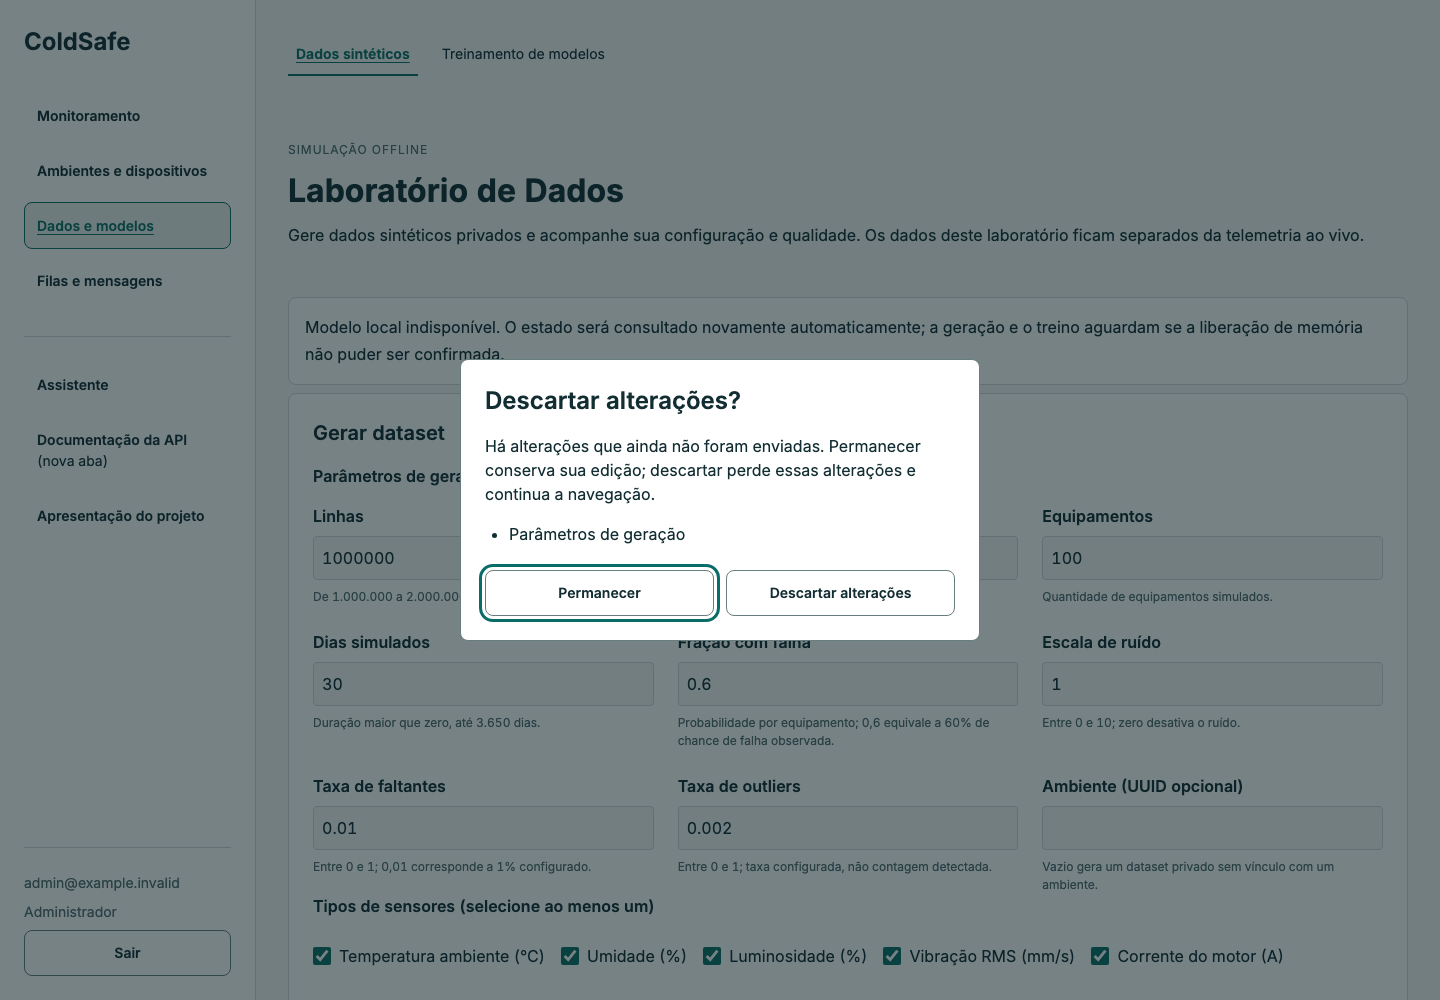 ColdSafe
Monitoramento
Ambientes e dispositivos
Dados e modelos
Filas e mensagens
Assistente
Documentação da API
(nova aba)
Apresentação do projeto
admin@example.invalid
Administrador
Sair
Dados sintéticos
Treinamento de modelos
SIMULAÇÃO OFFLINE
Laboratório de Dados
Gere dados sintéticos privados e acompanhe sua configuração e qualidade. Os dados deste laboratório ficam separados da telemetria ao vivo.
Modelo local indisponível. O estado será consultado novamente automaticamente; a geração e o treino aguardam se a liberação de memória
não puder ser confirmada.
Descartar alterações?
Há alterações que ainda não foram enviadas. Permanecer
conserva sua edição; descartar perde essas alterações e
continua a navegação.
Parâmetros de geração
Permanecer
Descartar alterações
Gerar dataset
Parâmetros de
Linhas
1000000
De 1.000.000 a
Equipamentos
100
Quantidade de equipamentos simulados.
Dias simulados
30
Duração maior que zero, até 3.650 dias.
Fração com falha
0.6
Probabilidade por equipamento; 0,6 equivale a 60% de
chance de falha observada.
Escala de ruído
1
Entre 0 e 10; zero desativa o ruído.
Taxa de faltantes
0.01
Entre 0 e 1; 0,01 corresponde a 1% configurado.
Taxa de outliers
0.002
Entre 0 e 1; taxa configurada, não contagem detectada.
Ambiente (UUID opcional)
Vazio gera um dataset privado sem vínculo com um
ambiente.
Tipos de sensores (selecione ao menos um)
Temperatura ambiente (°C)
Umidade (%)
Luminosidade (%)
Vibração RMS (mm/s)
Corrente do motor (A)